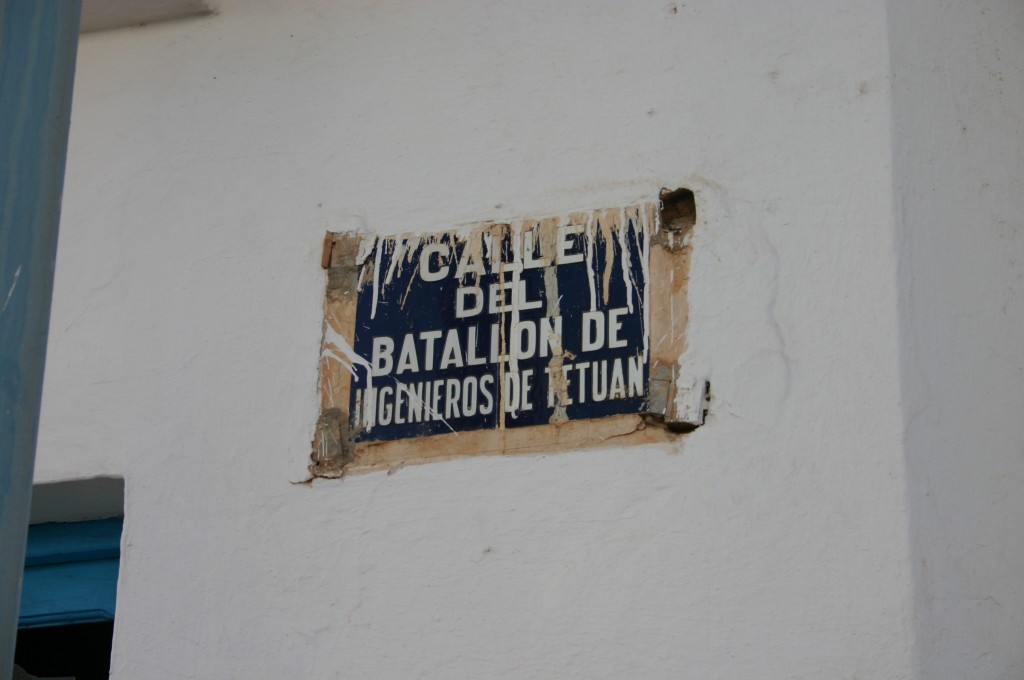 CALLE
DEL
BATALLON DE
INGENIEROS DE TETUAN